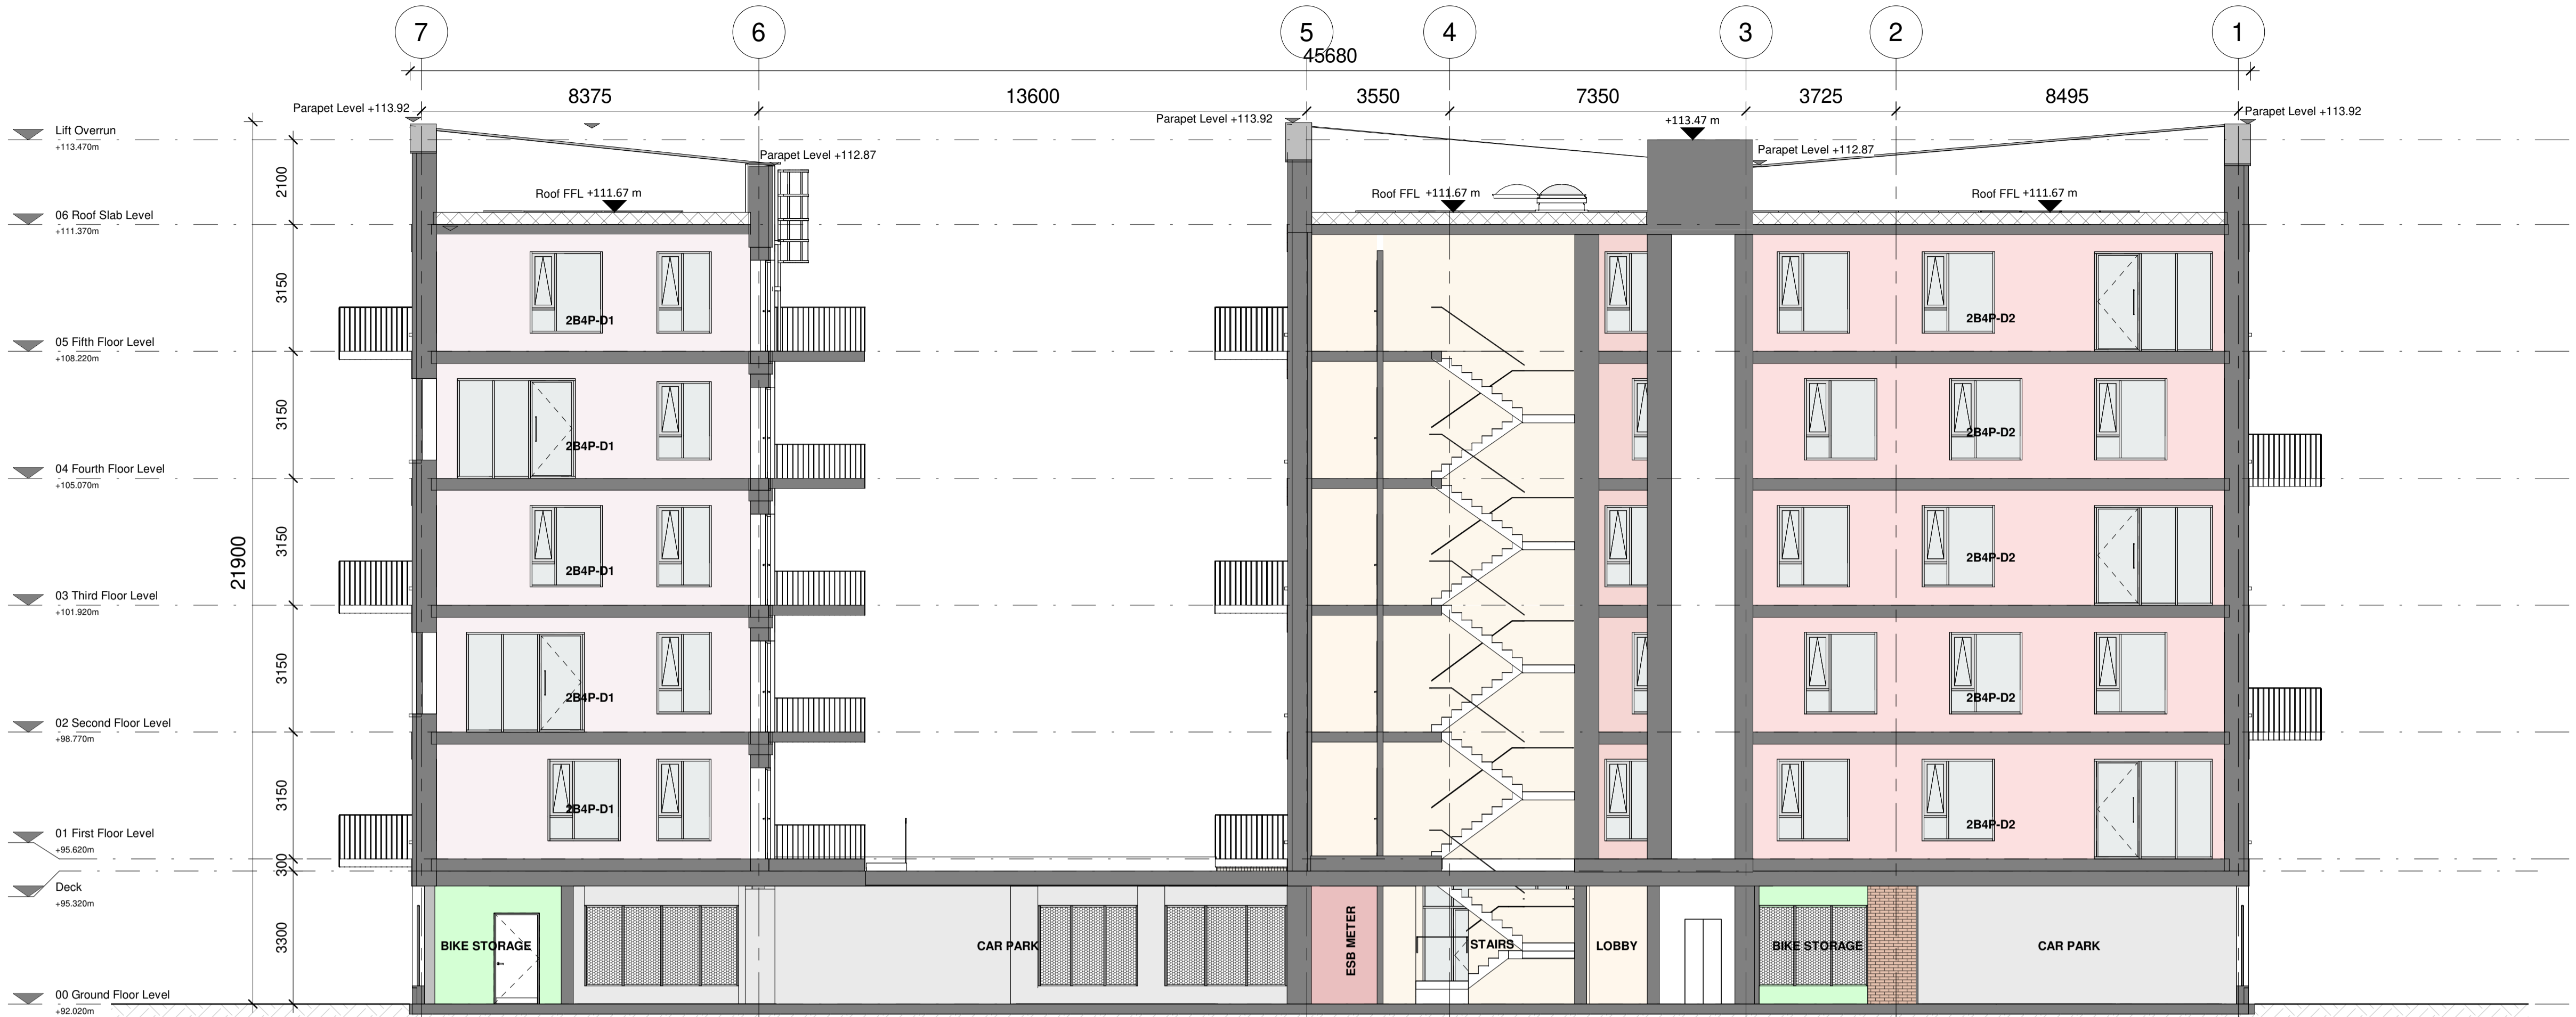 7 6 5 4 3 2 1
45680
8375 13600 3550 7350 3725 8495
Parapet Level +113.92
Parapet Level +113.92
Parapet Level +113.92
+113.47 m
Lift Overrun
+113.470m
Parapet Level +112.87
Parapet Level +112.87
2100
Roof FFL +111.67 m
Roof FFL +111.67 m
Roof FFL +111.67 m
06 Roof Slab Level
+111.370m
3150
2B4P-D1
2B4P-D2
05 Fifth Floor Level
+108.220m
3150
2B4P-D1
2B4P-D2
04 Fourth Floor Level
+105.070m
3150
21900
2B4P-D1
2B4P-D2
03 Third Floor Level
+101.920m
3150
2B4P-D1
2B4P-D2
02 Second Floor Level
+98.770m
3150
2B4P-D1
2B4P-D2
01 First Floor Level
+95.620m
300
Deck
+95.320m
3300
BIKE STORAGE
CAR PARK
ESB METER
STAIRS
LOBBY
BIKE STORAGE
CAR PARK
00 Ground Floor Level
+92.020m